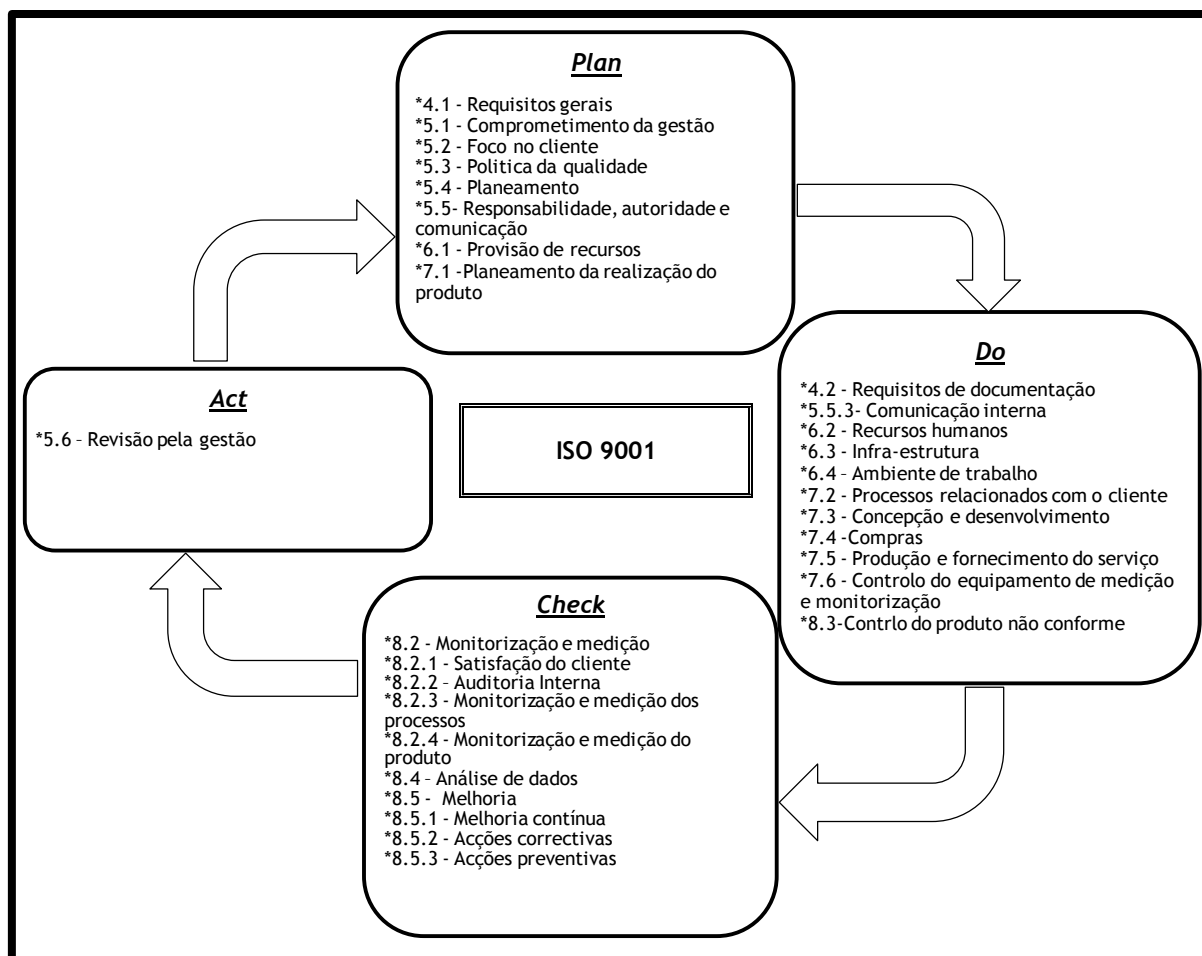 Plan
*4.1 - Requisitos gerais
*5.1 - Comprometimento da gestão
*5.2 - Foco no cliente
*5.3 - Politica da qualidade
*5.4 - Planeamento
*5.5- Responsabilidade, autoridade e
comunicação
*6.1 - Provisão de recursos
*7.1 -Planeamento da realização do
produto
Do
*4.2 - Requisitos de documentação
*5.5.3- Comunicação interna
*6.2 - Recursos humanos
*6.3 - Infra-estrutura
*6.4 – Ambiente de trabalho
*7.2 - Processos relacionados com o cliente
*7.3 - Concepção e desenvolvimento
*7.4 -Compras
*7.5 - Produção e fornecimento do serviço
*7.6 - Controlo do equipamento de medição
e monitorização
*8.3-Contrlo do produto não conforme
Act
*5.6 – Revisão pela gestão
ISO 9001
Check
*8.2 - Monitorização e medição
*8.2.1 - Satisfação do cliente
*8.2.2 – Auditoria Interna
*8.2.3 - Monitorização e medição dos
processos
*8.2.4 - Monitorização e medição do
produto
*8.4 – Análise de dados
*8.5 - Melhoria
*8.5.1 - Melhoria contínua
*8.5.2 - Acções correctivas
*8.5.3 - Acções preventivas